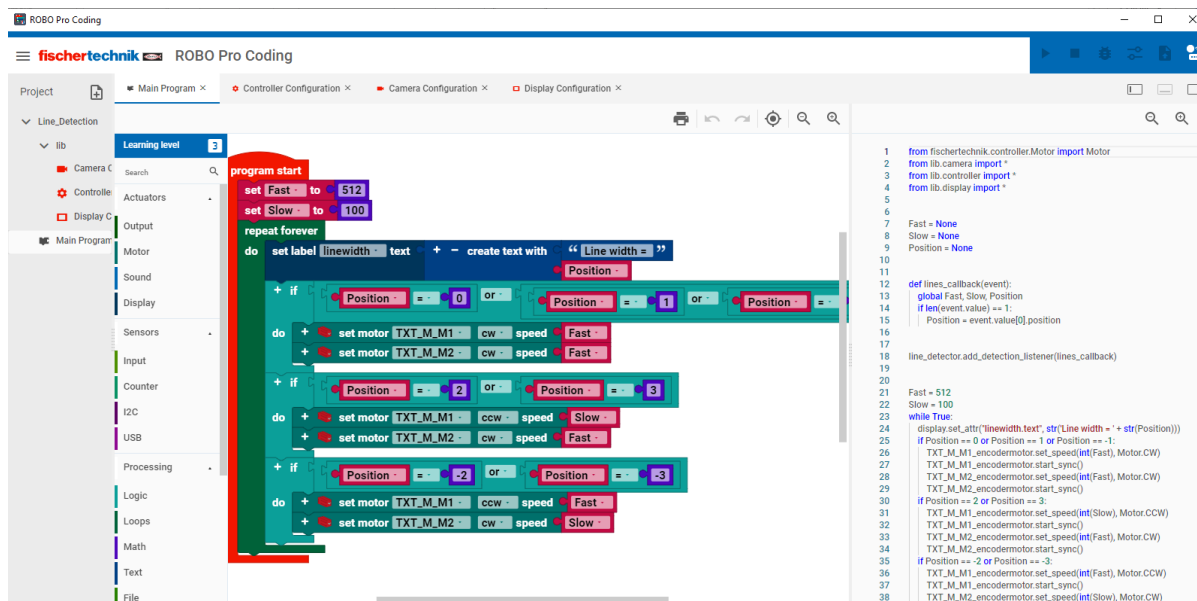 ROBO Pro Coding
fischertechnik ROBO Pro Coding
Project
Main Program ×
Controller Configuration ×
Camera Configuration ×
Display Configuration ×
Line_Detection
lib
Camera C
Controlle
Display C
Main Program
Learning level 3
Search
Actuators
Output
Motor
Sound
Display
Sensors
Input
Counter
I2C
USB
Processing
Logic
Loops
Math
Text
File
program start
set Fast to 512
set Slow to 100
repeat forever
do set label linewidth text + − create text with “ Line width = ”
Position
+ if Position = 0 or Position = 1 or Position =
do + set motor TXT_M_M1 cw speed Fast
+ set motor TXT_M_M2 cw speed Fast
+ if Position = 2 or Position = 3
do + set motor TXT_M_M1 ccw speed Slow
+ set motor TXT_M_M2 cw speed Fast
+ if Position = -2 or Position = -3
do + set motor TXT_M_M1 ccw speed Fast
+ set motor TXT_M_M2 cw speed Slow
1 from fischertechnik.controller.Motor import Motor
2 from lib.camera import *
3 from lib.controller import *
4 from lib.display import *
5
6
7 Fast = None
8 Slow = None
9 Position = None
10
11
12 def lines_callback(event):
13 global Fast, Slow, Position
14 if len(event.value) == 1:
15 Position = event.value[0].position
16
17
18 line_detector.add_detection_listener(lines_callback)
19
20
21 Fast = 512
22 Slow = 100
23 while True:
24 display.set_attr("linewidth.text", str('Line width = ' + str(Position)))
25 if Position == 0 or Position == 1 or Position == -1:
26 TXT_M_M1_encodermotor.set_speed(int(Fast), Motor.CW)
27 TXT_M_M1_encodermotor.start_sync()
28 TXT_M_M2_encodermotor.set_speed(int(Fast), Motor.CW)
29 TXT_M_M2_encodermotor.start_sync()
30 if Position == 2 or Position == 3:
31 TXT_M_M1_encodermotor.set_speed(int(Slow), Motor.CCW)
32 TXT_M_M1_encodermotor.start_sync()
33 TXT_M_M2_encodermotor.set_speed(int(Fast), Motor.CW)
34 TXT_M_M2_encodermotor.start_sync()
35 if Position == -2 or Position == -3:
36 TXT_M_M1_encodermotor.set_speed(int(Fast), Motor.CCW)
37 TXT_M_M1_encodermotor.start_sync()
38 TXT_M_M2_encodermotor.set_speed(int(Slow), Motor.CW)